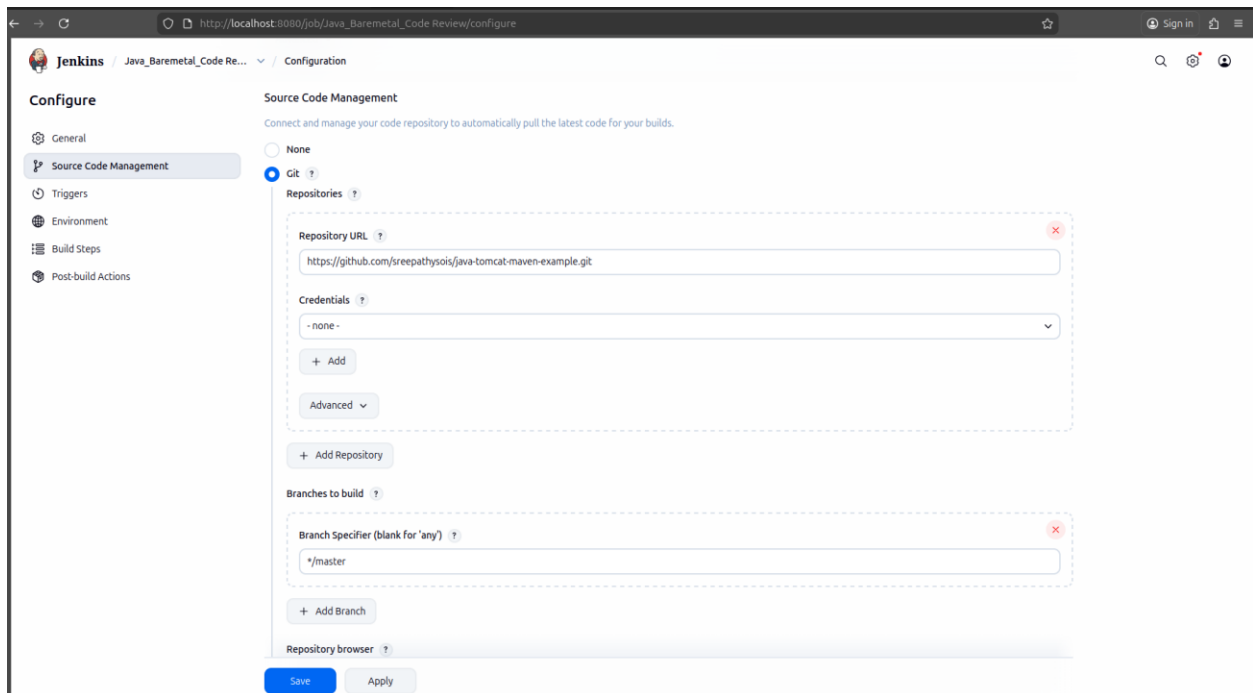 http://localhost:8080/job/Java_Baremetal_Code Review/configure
Sign in
Jenkins / Java_Baremetal_Code Re... / Configuration
Configure
General
Source Code Management
Triggers
Environment
Build Steps
Post-build Actions
Source Code Management
Connect and manage your code repository to automatically pull the latest code for your builds.
None
Git ?
Repositories ?
Repository URL ?
https://github.com/sreepathysois/java-tomcat-maven-example.git
Credentials ?
- none -
+ Add
Advanced
+ Add Repository
Branches to build ?
Branch Specifier (blank for 'any') ?
*/master
+ Add Branch
Repository browser ?
Save
Apply